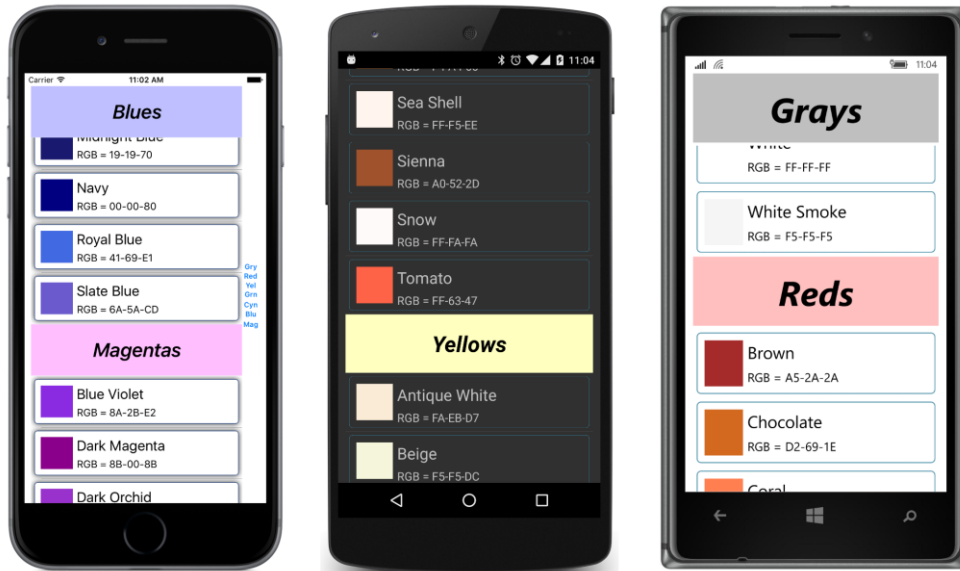 Carrier
11:02 AM
Blues
Midnight Blue
RGB = 19-19-70
Navy
RGB = 00-00-80
Royal Blue
RGB = 41-69-E1
Slate Blue
RGB = 6A-5A-CD
Gry
Red
Yel
Grn
Cyn
Blu
Mag
Magentas
Blue Violet
RGB = 8A-2B-E2
Dark Magenta
RGB = 8B-00-8B
Dark Orchid
11:04
Sea Shell
RGB = FF-F5-EE
Sienna
RGB = A0-52-2D
Snow
RGB = FF-FA-FA
Tomato
RGB = FF-63-47
Yellows
Antique White
RGB = FA-EB-D7
Beige
RGB = F5-F5-DC
11:04
Grays
White
RGB = FF-FF-FF
White Smoke
RGB = F5-F5-F5
Reds
Brown
RGB = A5-2A-2A
Chocolate
RGB = D2-69-1E
Coral